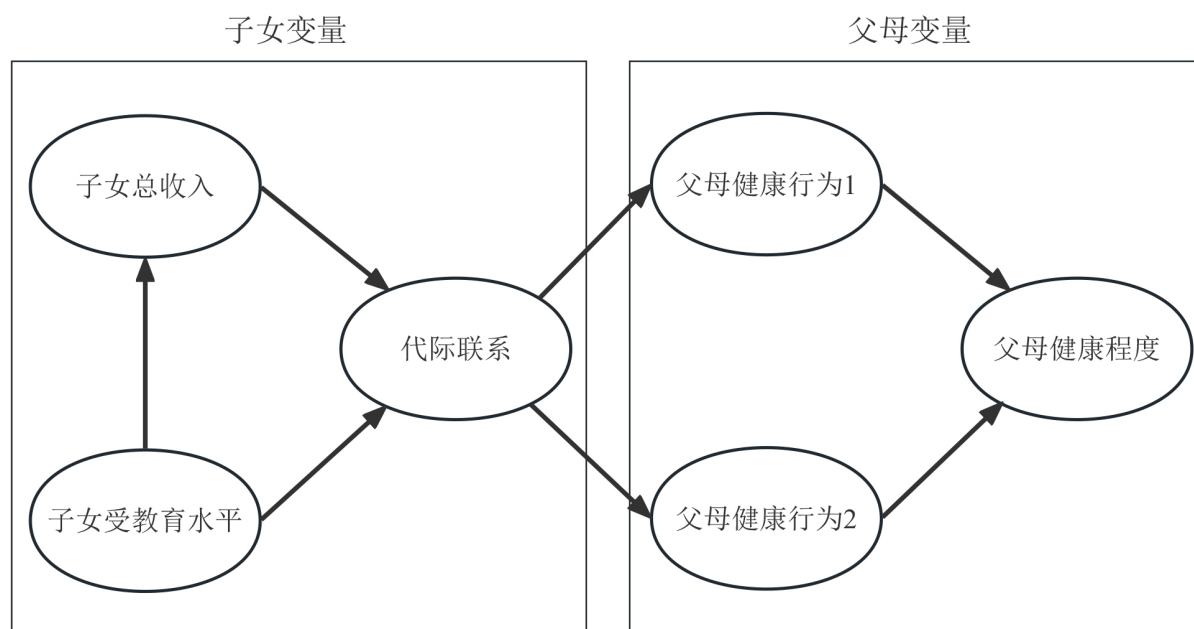 子女变量
父母变量
子女总收入
父母健康行为1
代际联系
父母健康程度
子女受教育水平
父母健康行为2